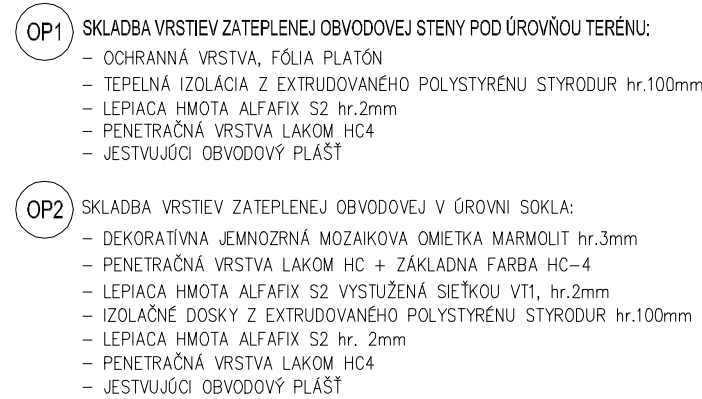 OP1 SKLADBA VRSTIEV ZATEPLENEJ OBVODOVEJ STENY POD ÚROVŇOU TERÉNU:
– OCHRANNÁ VRSTVA, FÓLIA PLATÓN
– TEPELNÁ IZOLÁCIA Z EXTRUDOVANÉHO POLYSTYRÉNU STYRODUR hr.100mm
– LEPIACA HMOTA ALFAFIX S2 hr.2mm
– PENETRAČNÁ VRSTVA LAKOM HC4
– JESTVUJÚCI OBVODOVÝ PLÁŠŤ
OP2 SKLADBA VRSTIEV ZATEPLENEJ OBVODOVEJ V ÚROVNI SOKLA:
– DEKORATÍVNA JEMNOZRNÁ MOZAIKOVA OMIETKA MARMOLIT hr.3mm
– PENETRAČNÁ VRSTVA LAKOM HC + ZÁKLADNA FARBA HC–4
– LEPIACA HMOTA ALFAFIX S2 VYSTUŽENÁ SIEŤKOU VT1, hr.2mm
– IZOLAČNÉ DOSKY Z EXTRUDOVANÉHO POLYSTYRÉNU STYRODUR hr.100mm
– LEPIACA HMOTA ALFAFIX S2 hr. 2mm
– PENETRAČNÁ VRSTVA LAKOM HC4
– JESTVUJÚCI OBVODOVÝ PLÁŠŤ